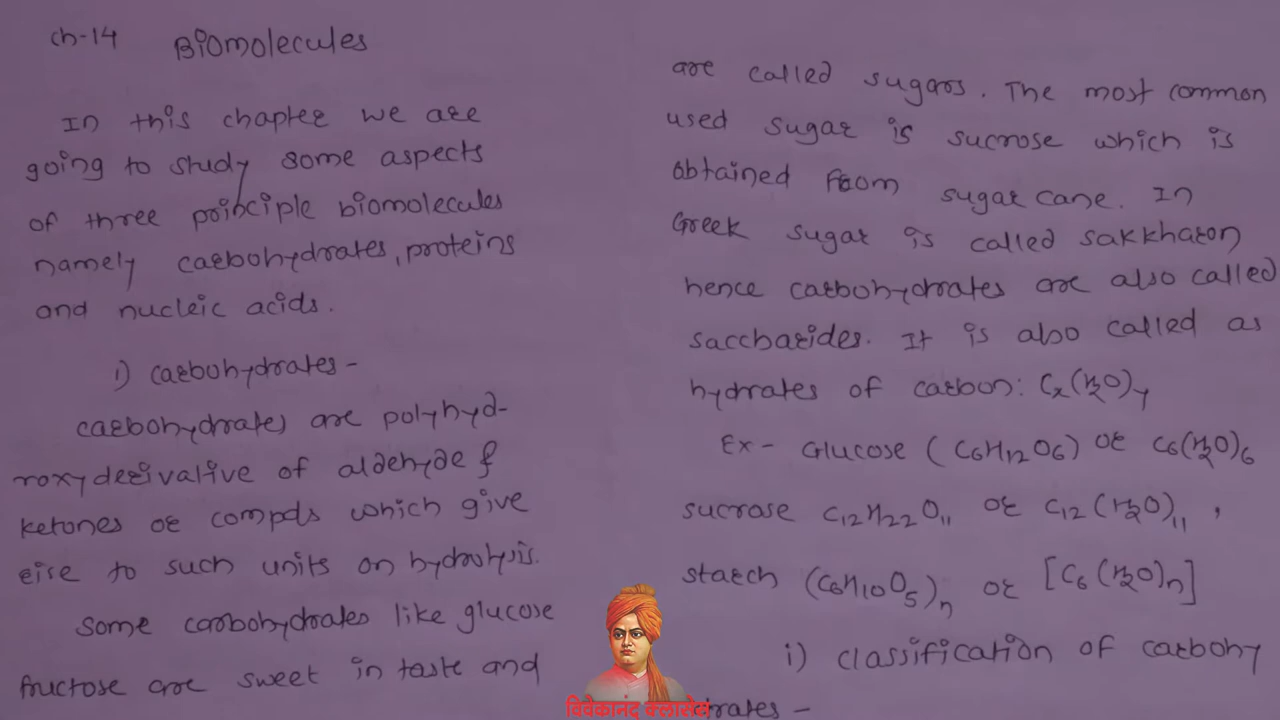 Ch-14 Biomolecules
In this chapter we are
going to study some aspects
of three principle biomolecules
namely carbohydrates, proteins
and nucleic acids.
i) carbohydrates -
carbohydrates are polyhyd-
roxyderivative of aldehyde &
ketones or compds which give
rise to such units on hydrolysis.
Some carbohydrates like glucose
fructose are sweet in taste and
are called sugars. The most common
used sugar is sucrose which is
obtained from sugar cane. In
Greek sugar is called sakkharon
hence carbohydrates are also called
saccharides. It is also called as
hydrates of carbon: Cx(H2O)y
Ex - Glucose (C6H12O6) or C6(H2O)6
sucrose C12H22O11 or C12(H2O)11,
starch (C6H10O5)n or [C6(H2O)n]
i) classification of carbohy
rates -
विवेकानंद क्लासेस